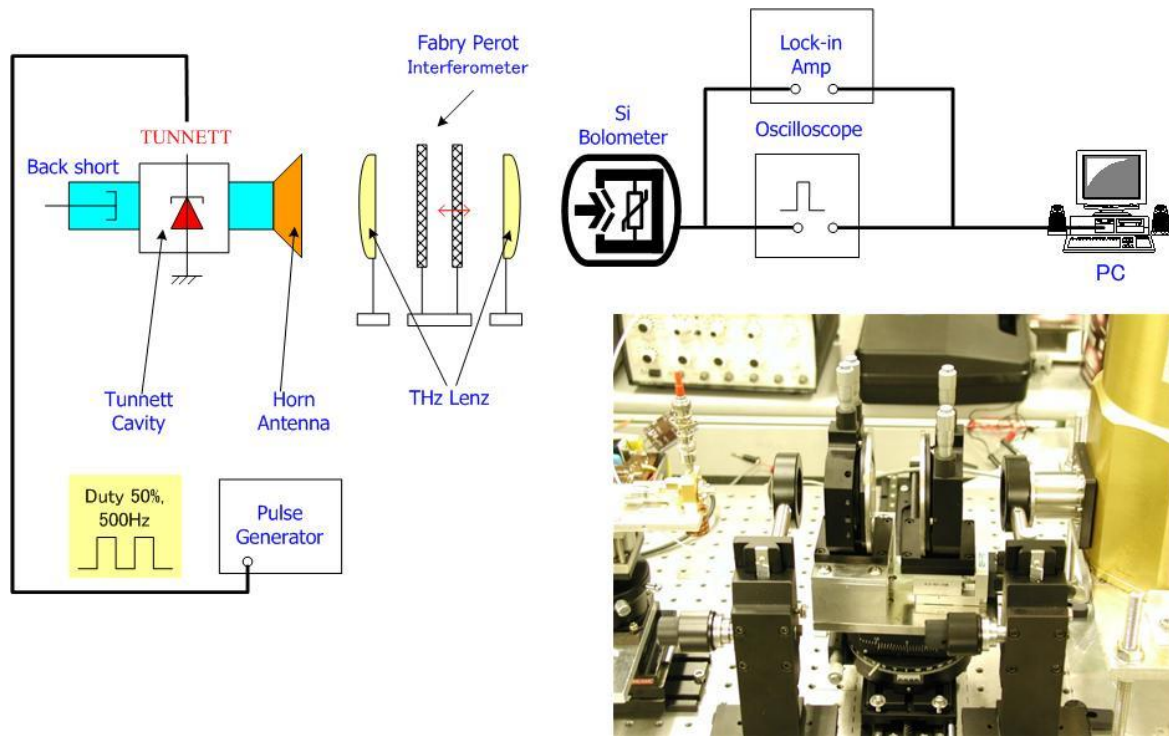 Fabry Perot
Interferometer
Lock-in
Amp
Si
Bolometer
Oscilloscope
TUNNETT
Back short
PC
Tunnett
Cavity
Horn
Antenna
THz Lenz
Duty 50%,
500Hz
Pulse
Generator